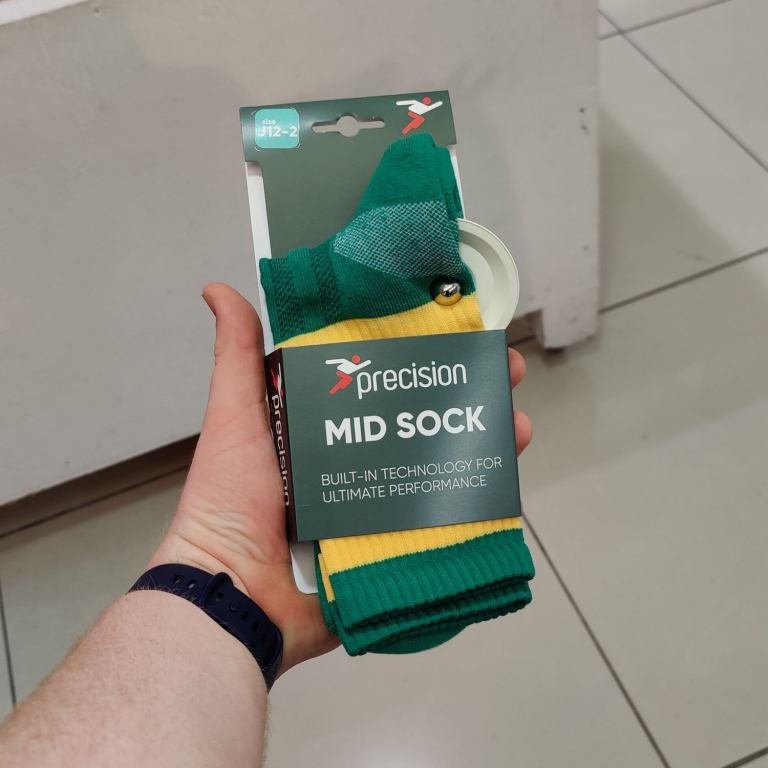 size
J12-2
precision
MID SOCK
BUILT-IN TECHNOLOGY FOR
ULTIMATE PERFORMANCE
precision